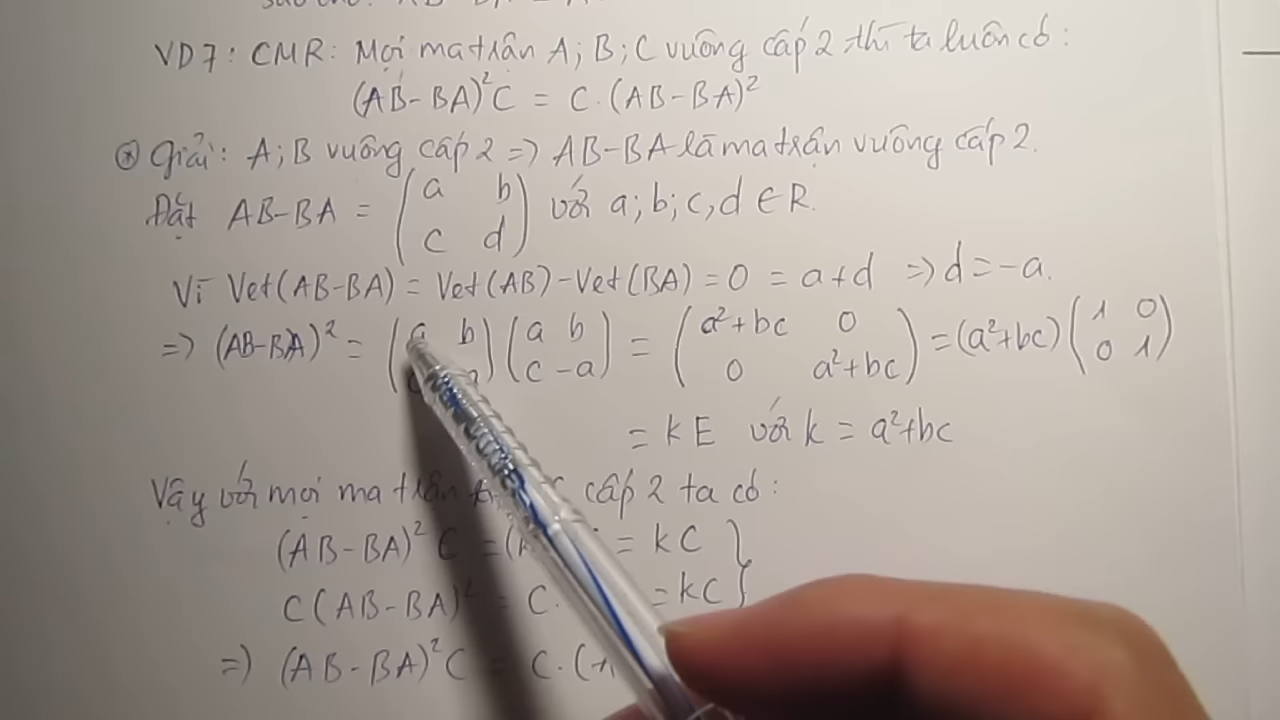 VD7: CMR: Mọi ma trận A; B; C vuông cấp 2 thì ta luôn có:
(AB-BA)²C = C.(AB-BA)²
* Giải: A; B vuông cấp 2 => AB-BA là ma trận vuông cấp 2.
Đặt AB-BA = (a b; c d) với a; b; c, d ∈ R.
Vì Vet(AB-BA) = Vet(AB)-Vet(BA) = 0 = a+d => d = -a.
=> (AB-BA)² = (a b) (a b; c -a) = (a²+bc 0; 0 a²+bc) = (a²+bc) (1 0; 0 1)
= kE với k = a²+bc
Vậy với mọi ma trận C cấp 2 ta có:
(AB-BA)²C = (k = kC }
C(AB-BA)² = C. = kC
=> (AB-BA)²C = C.(